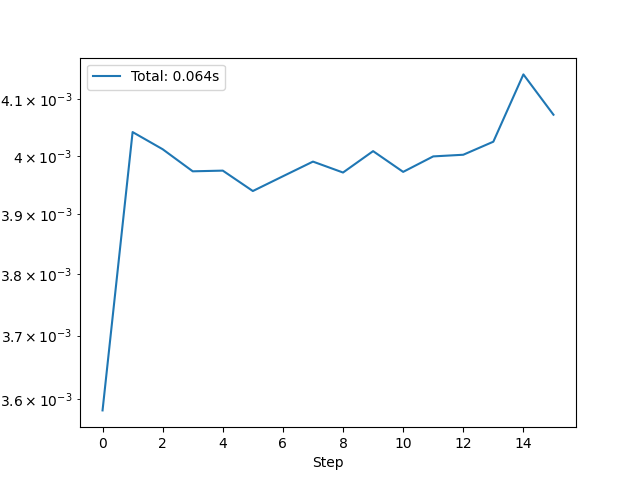 Total: 0.064s
4.1 × 10⁻³
4 × 10⁻³
3.9 × 10⁻³
3.8 × 10⁻³
3.7 × 10⁻³
3.6 × 10⁻³
0 2 4 6 8 10 12 14
Step